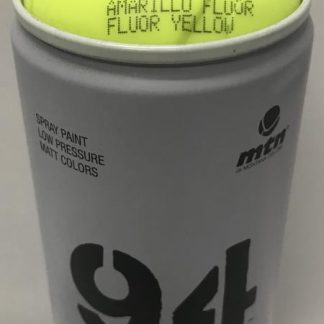 AMARILLO FLUOR
FLUOR YELLOW
SPRAY PAINT
LOW PRESSURE
MATT COLORS
mtn
94